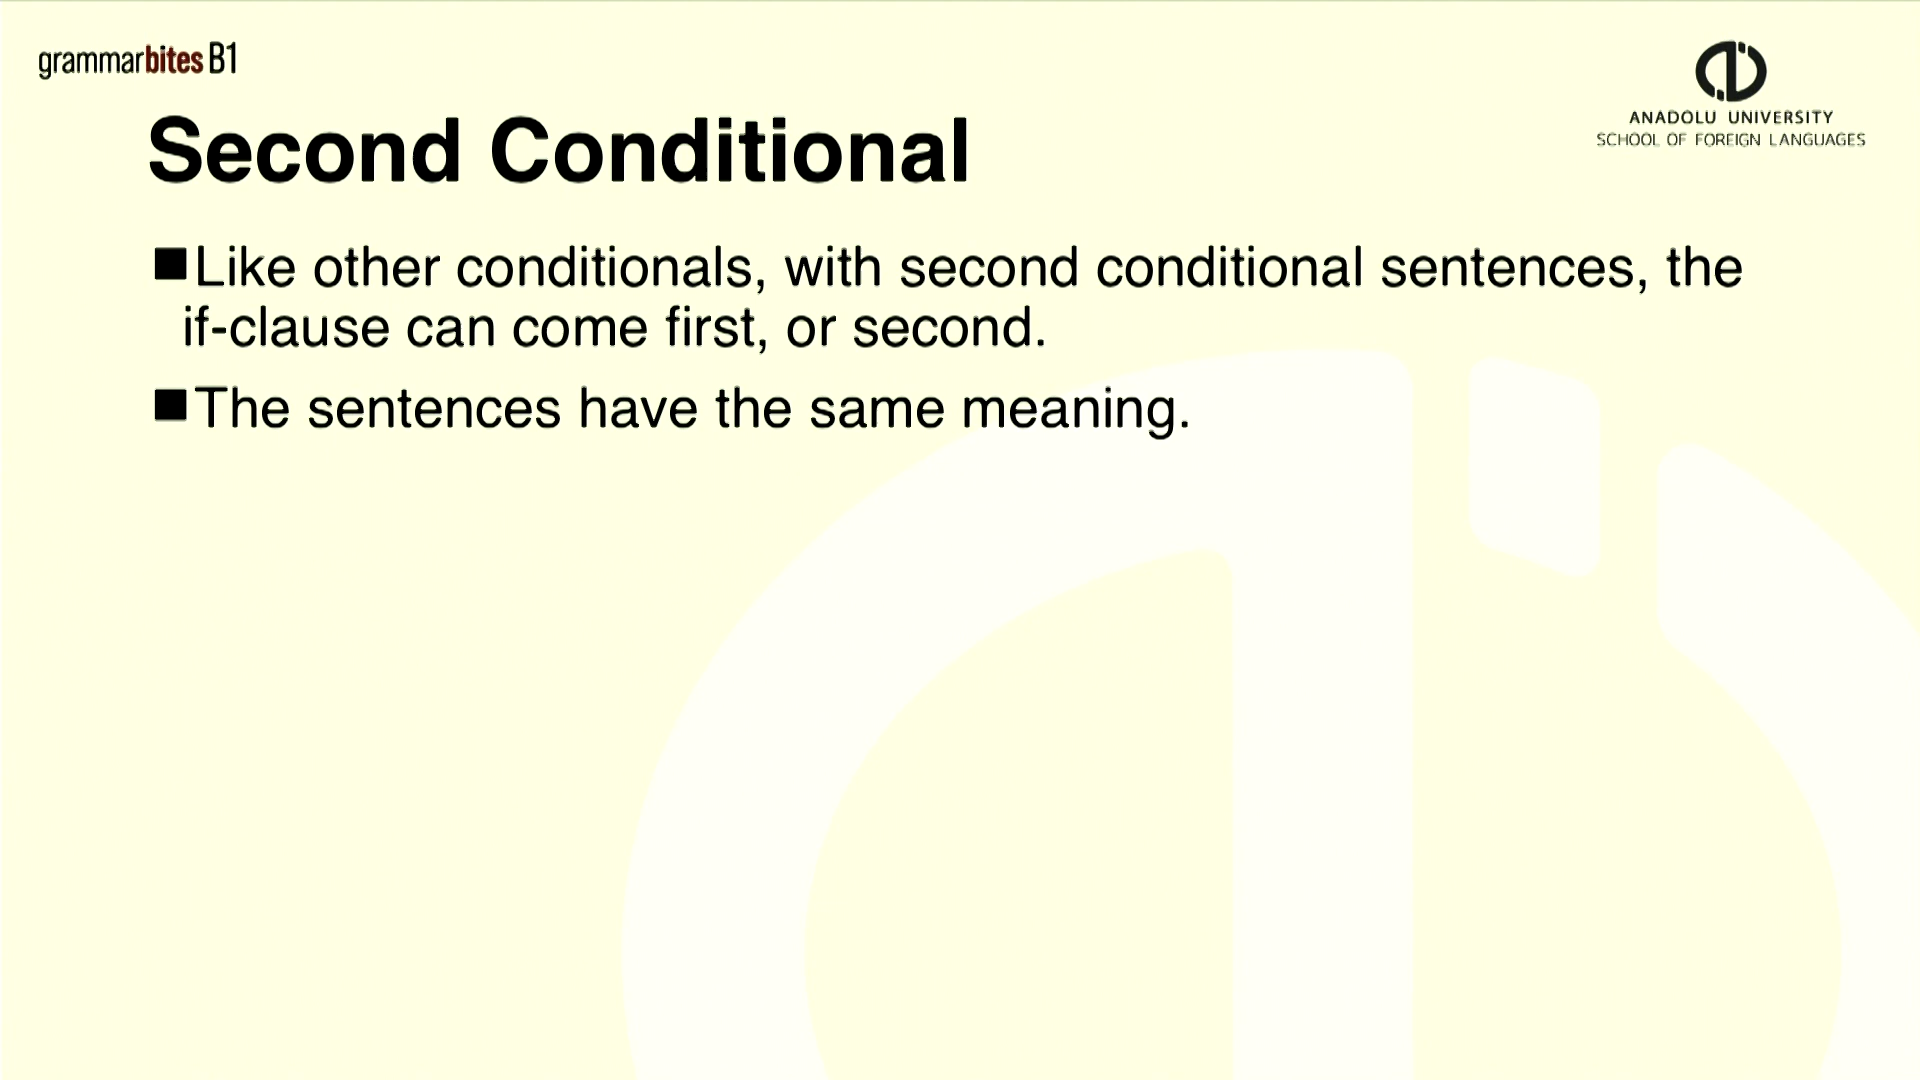 grammarbites B1
ANADOLU UNIVERSITY
SCHOOL OF FOREIGN LANGUAGES
Second Conditional
■Like other conditionals, with second conditional sentences, the
if-clause can come first, or second.
■The sentences have the same meaning.